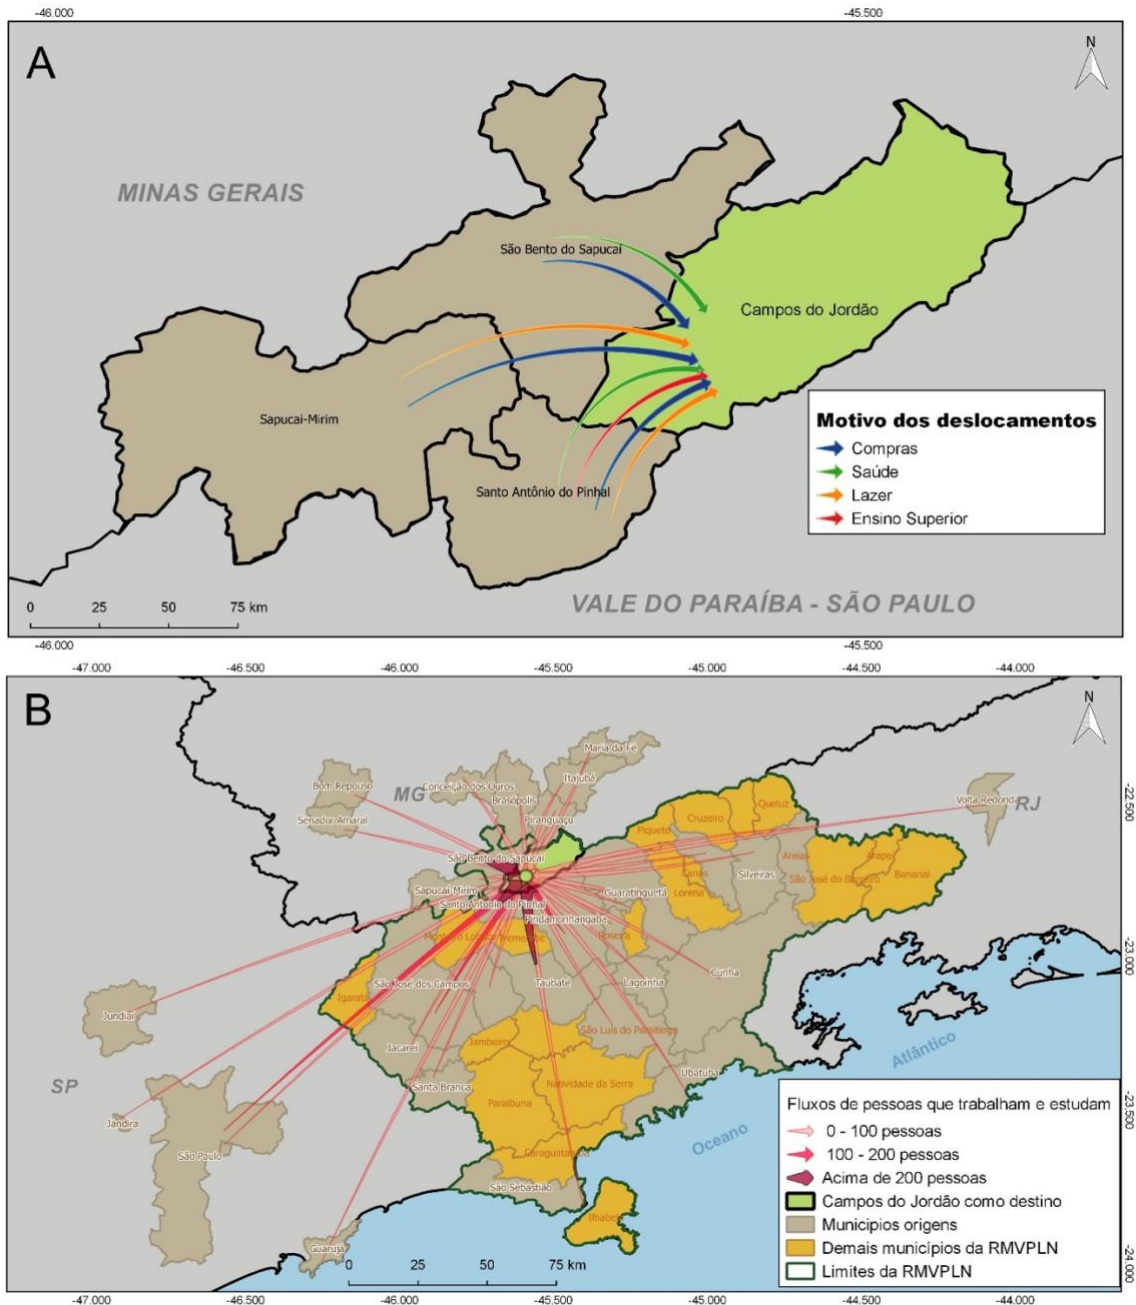 -46.000
-45.500
A
N
MINAS GERAIS
São Bento do Sapucaí
Campos do Jordão
Sapucai-Mirim
Santo Antônio do Pinhal
Motivo dos deslocamentos
Compras
Saúde
Lazer
Ensino Superior
VALE DO PARAÍBA - SÃO PAULO
0 25 50 75 km
-46.000
-45.500
-47.000 -46.500 -46.000 -45.500 -45.000 -44.500 -44.000
B
N
Maria da Fé
Itajubá
Bom Repouso
Conceição dos Ouros
MG
Brasópolis
Senador Amaral
Piranguçu
Volta Redonda
RJ
Queluz
Cruzeiro
Piquete
-22.500
São Bento do Sapucaí
Areias
Arapeí
Canas
Silveiras
São José do Barreiro
Bananal
Sapucai-Mirim
Guaratinguetá
Lorena
Santo Antonio do Pinhal
Pindamonhangaba
Monteiro Lobato
Tremembé
Roseira
-23.000
Cunha
Igaratá
São José dos Campos
Taubaté
Lagoinha
Jundiaí
São Luís do Paraitinga
Jacareí
Jambeiro
Atlântico
Ubatuba
SP
Santa Branca
Natividade da Serra
Paraibuna
-23.500
Jandira
Oceano
São Paulo
Caraguatatuba
São Sebastião
Ilhabela
Guarujá
Fluxos de pessoas que trabalham e estudam
0 - 100 pessoas
100 - 200 pessoas
Acima de 200 pessoas
Campos do Jordão como destino
Municipios origens
Demais municípios da RMVPLN
Limites da RMVPLN
0 25 50 75 km
-24.000
-47.000 -46.500 -46.000 -45.500 -45.000 -44.500 -44.000